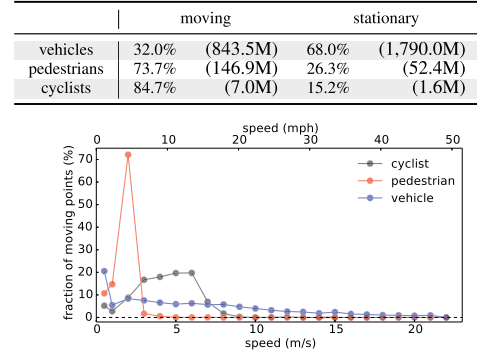 moving stationary
vehicles 32.0% (843.5M) 68.0% (1,790.0M)
pedestrians 73.7% (146.9M) 26.3% (52.4M)
cyclists 84.7% (7.0M) 15.2% (1.6M)
speed (mph)
0 10 20 30 40 50
fraction of moving points (%)
70
60
50
40
30
20
10
0
cyclist
pedestrian
vehicle
0 5 10 15 20
speed (m/s)